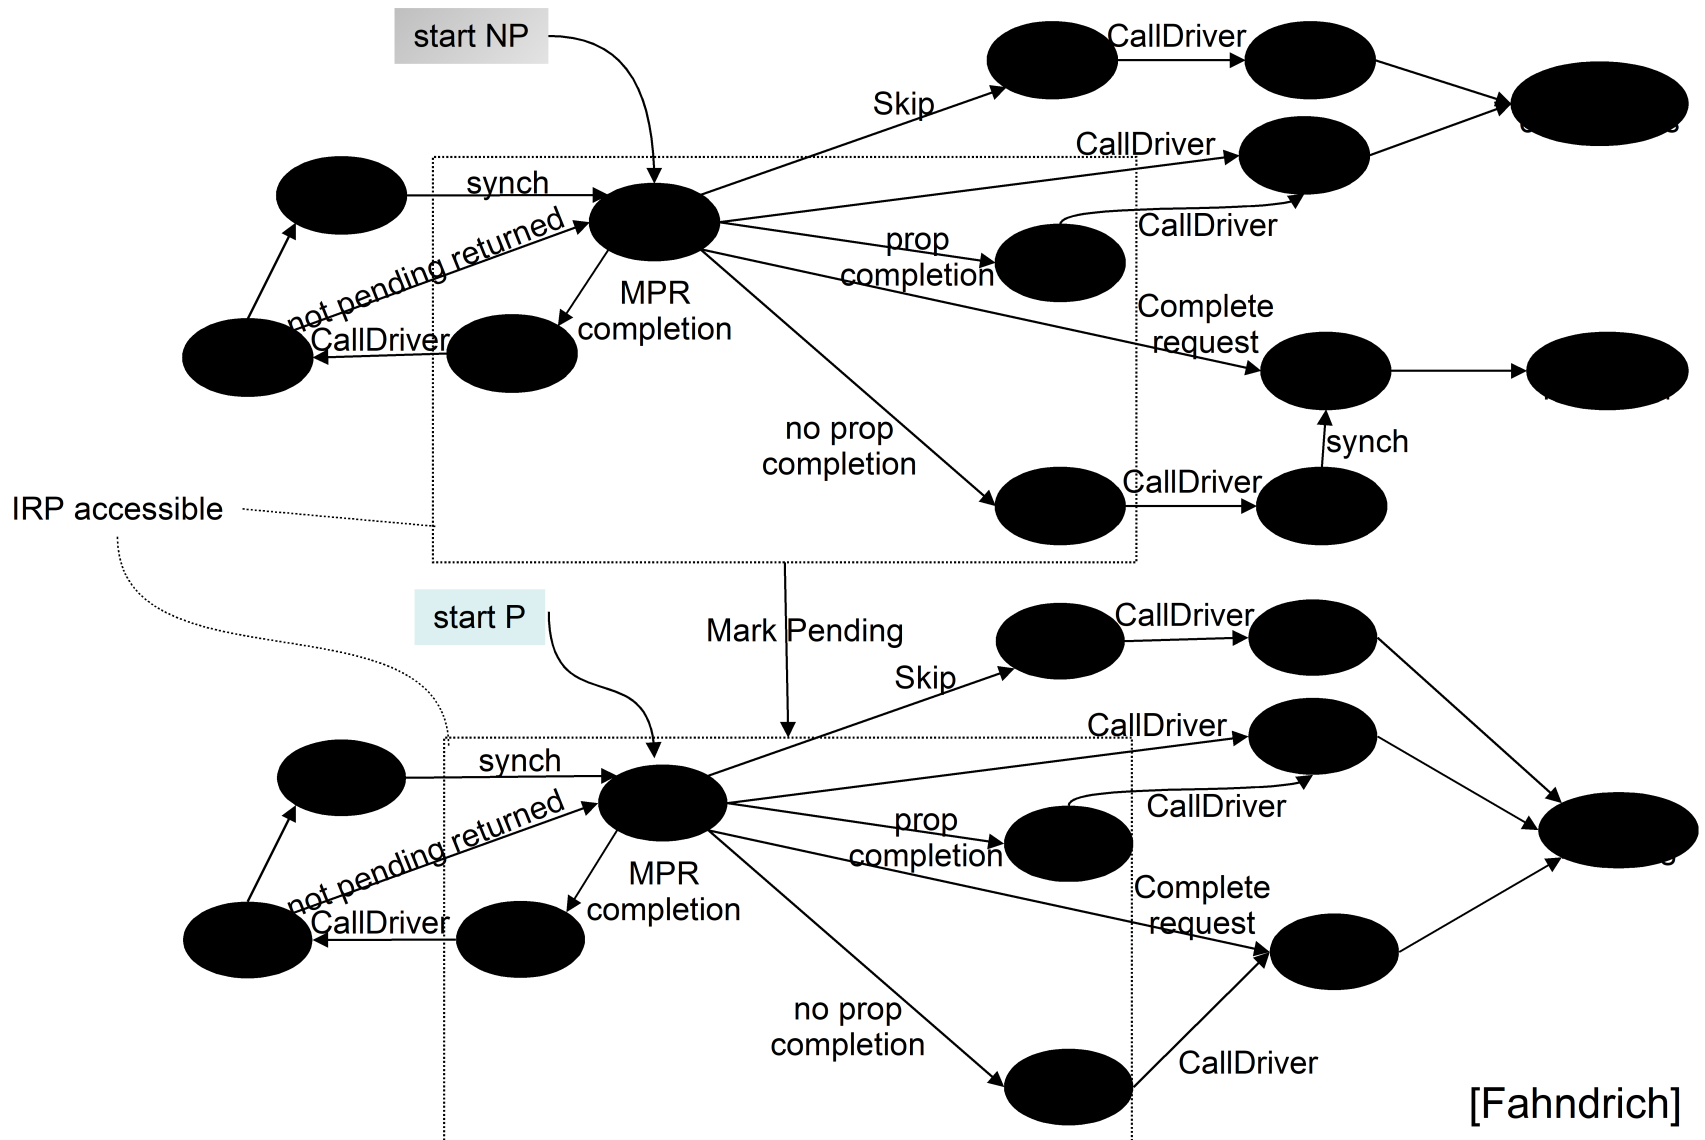 start NP
CallDriver
Skip
CallDriver
synch
CallDriver
not pending returned
prop
completion
MPR
completion
Complete
request
CallDriver
no prop
completion
synch
CallDriver
IRP accessible
start P
Mark Pending
CallDriver
Skip
CallDriver
synch
CallDriver
not pending returned
prop
completion
MPR
completion
Complete
request
CallDriver
no prop
completion
CallDriver
[Fahndrich]